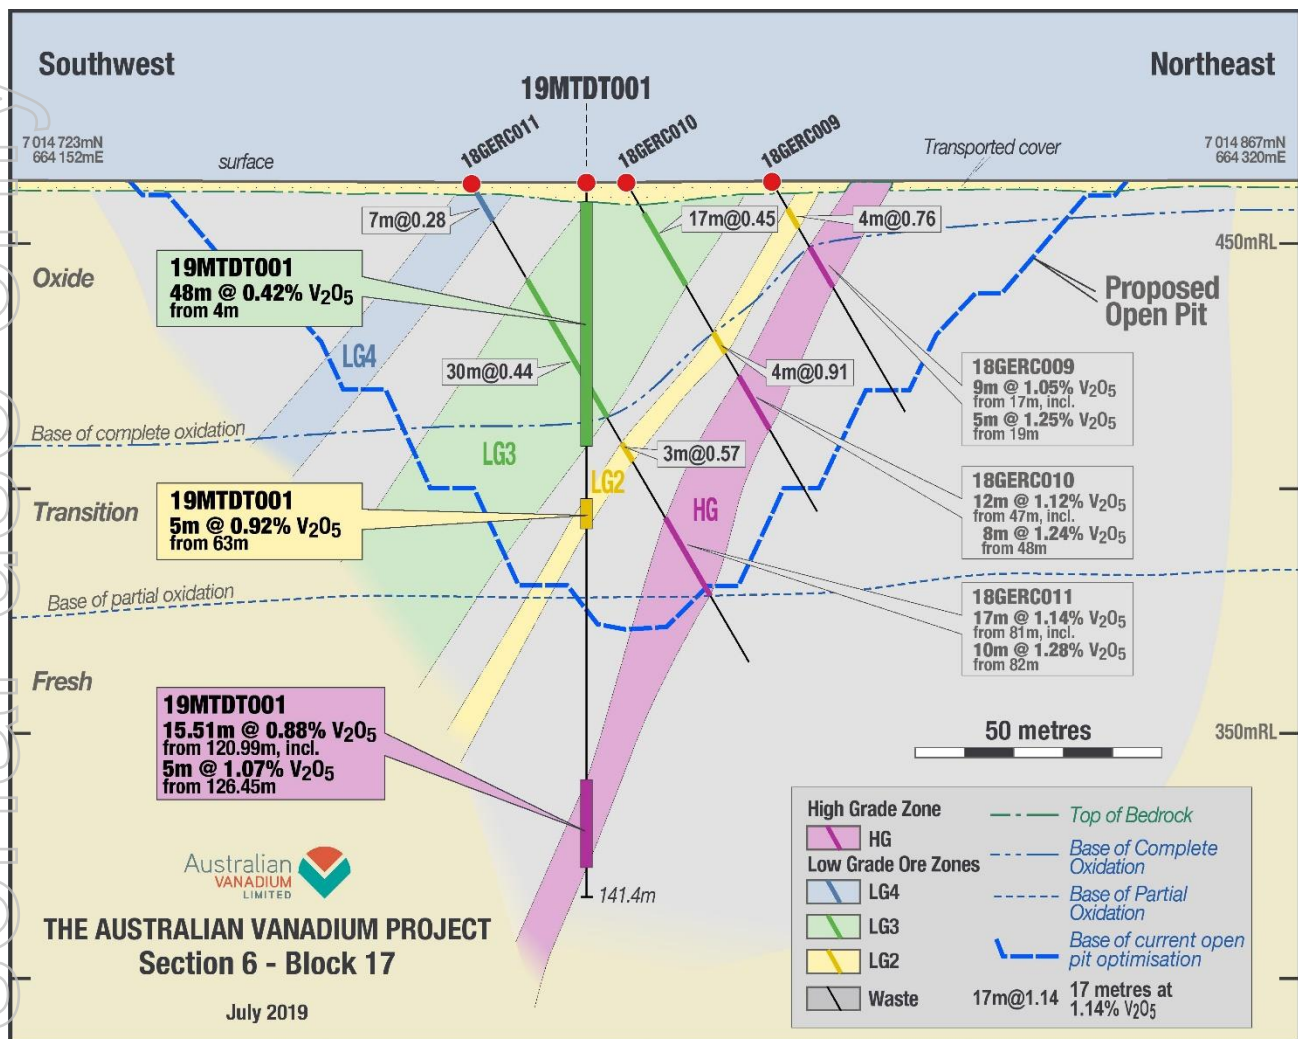 Southwest
Northeast
19MTDT001
18GERC011
18GERC010
18GERC009
7 014 723mN
664 152mE
7 014 867mN
664 320mE
surface
Transported cover
7m@0.28
17m@0.45
4m@0.76
450mRL
Oxide
19MTDT001
48m @ 0.42% V2O5
from 4m
Proposed
Open Pit
LG4
30m@0.44
4m@0.91
18GERC009
9m @ 1.05% V2O5
from 17m, incl.
5m @ 1.25% V2O5
from 19m
Base of complete oxidation
LG3
3m@0.57
LG2
HG
18GERC010
12m @ 1.12% V2O5
from 47m, incl.
8m @ 1.24% V2O5
from 48m
Transition
19MTDT001
5m @ 0.92% V2O5
from 63m
Base of partial oxidation
18GERC011
17m @ 1.14% V2O5
from 81m, incl.
10m @ 1.28% V2O5
from 82m
Fresh
19MTDT001
15.51m @ 0.88% V2O5
from 120.99m, incl.
5m @ 1.07% V2O5
from 126.45m
50 metres
350mRL
141.4m
High Grade Zone
HG
Low Grade Ore Zones
LG4
LG3
LG2
Waste
Top of Bedrock
Base of Complete
Oxidation
Base of Partial
Oxidation
Base of current open
pit optimisation
17m@1.14
17 metres at
1.14% V2O5
Australian
VANADIUM
LIMITED
THE AUSTRALIAN VANADIUM PROJECT
Section 6 - Block 17
July 2019